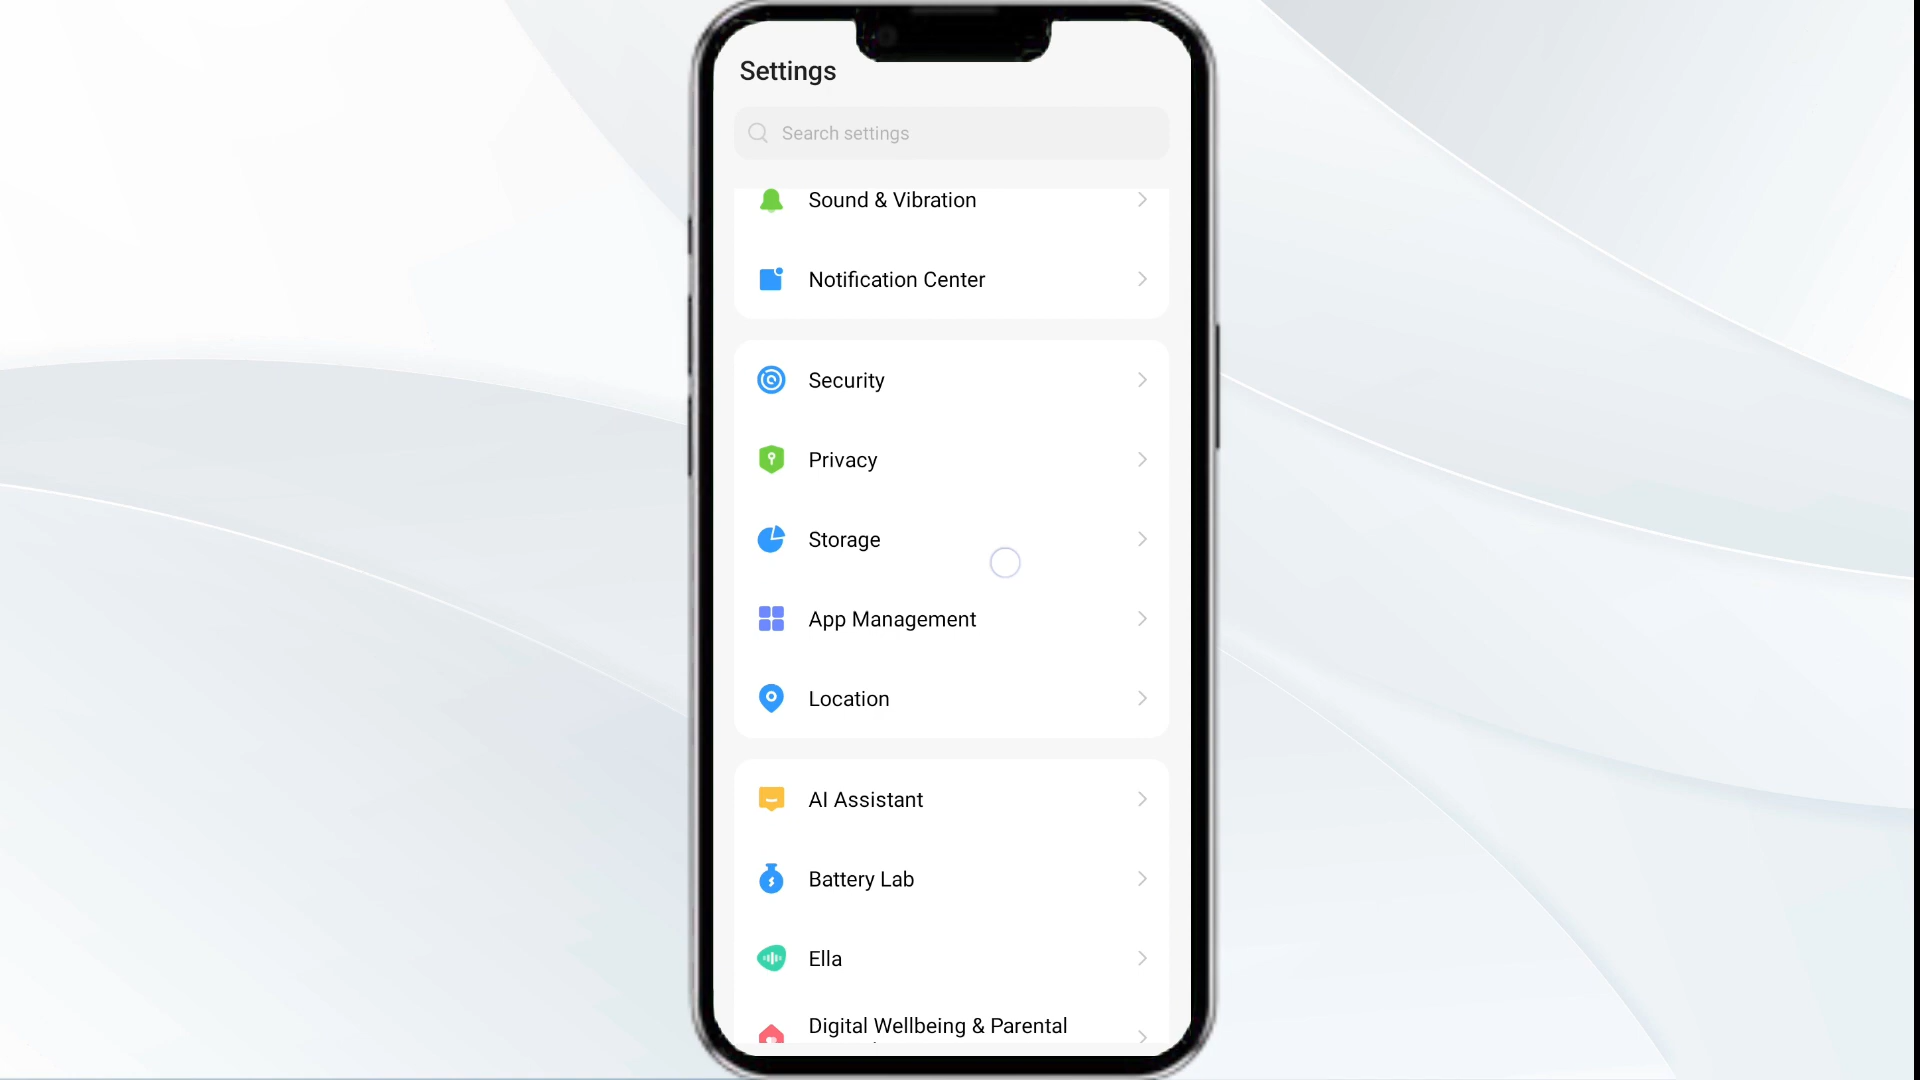 Settings
Search settings
Sound & Vibration
Notification Center
Security
Privacy
Storage
App Management
Location
AI Assistant
Battery Lab
Ella
Digital Wellbeing & Parental